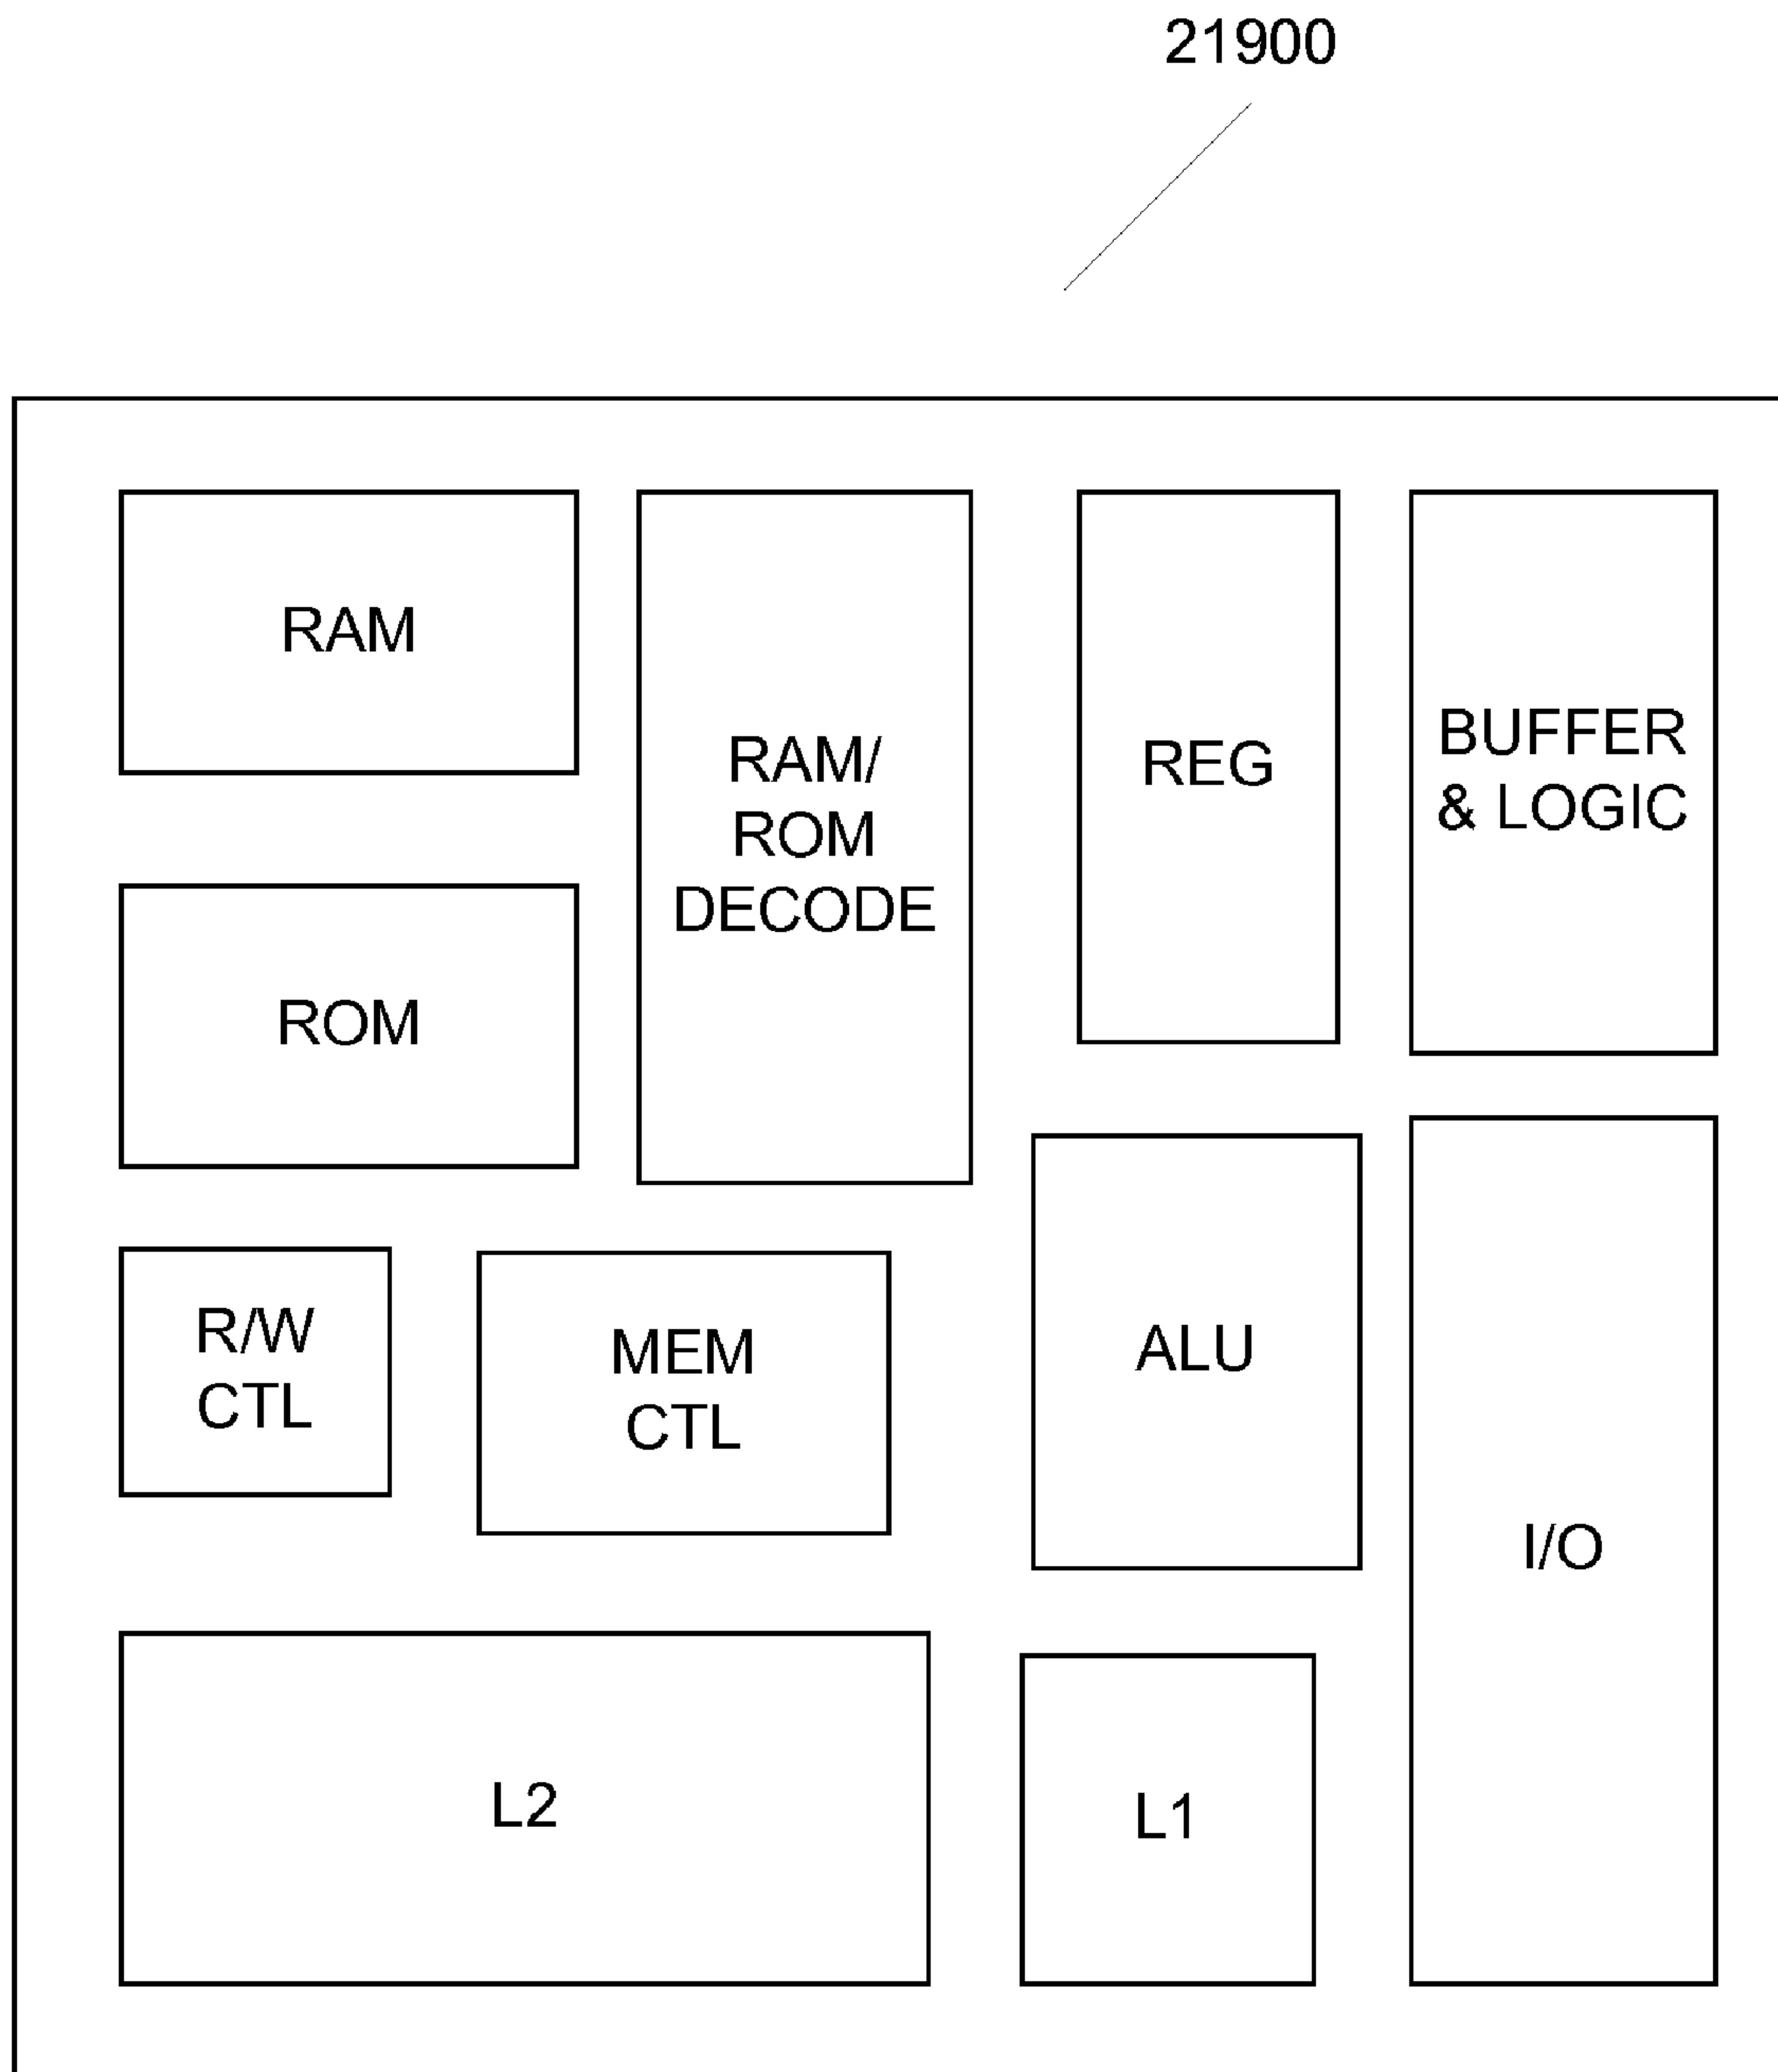 21900
RAM
RAM/
ROM
DECODE
REG
BUFFER
& LOGIC
ROM
R/W
CTL
MEM
CTL
ALU
I/O
L2
L1